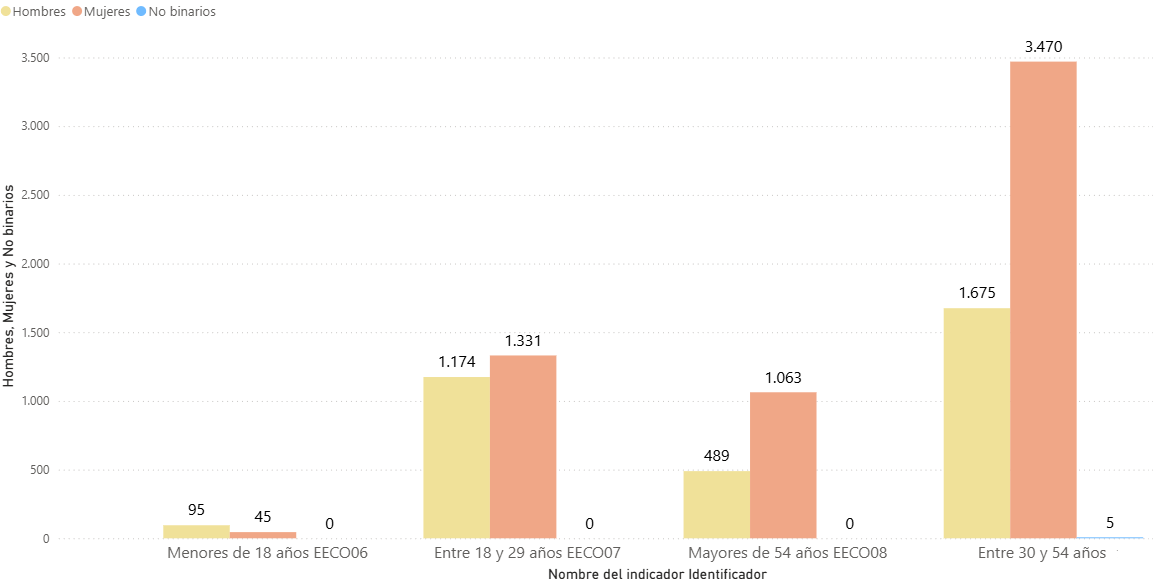 Hombres Mujeres No binarios
Hombres, Mujeres y No binarios
3.500
3.000
2.500
2.000
1.500
1.000
500
0
95
45
0
1.174
1.331
0
489
1.063
0
1.675
3.470
5
Menores de 18 años EECO06
Entre 18 y 29 años EECO07
Mayores de 54 años EECO08
Entre 30 y 54 años
Nombre del indicador Identificador